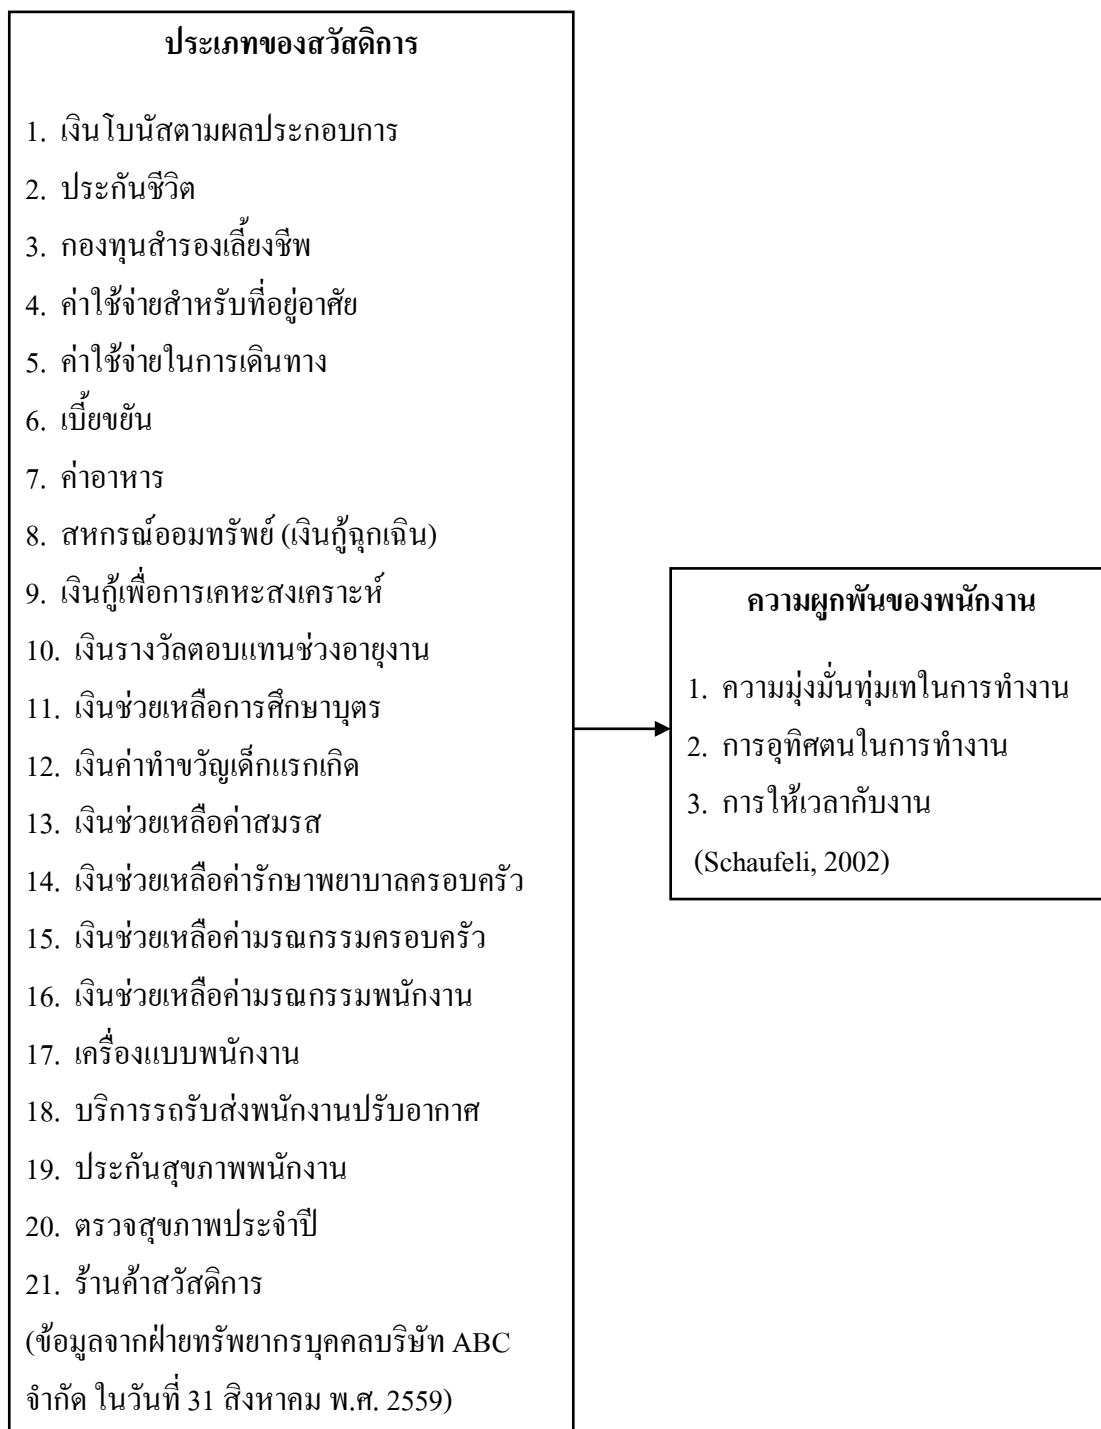 ประเภทของสวัสดิการ
1. เงินโบนัสตามผลประกอบการ
2. ประกันชีวิต
3. กองทุนสำรองเลี้ยงชีพ
4. ค่าใช้จ่ายสำหรับที่อยู่อาศัย
5. ค่าใช้จ่ายในการเดินทาง
6. เบี้ยขยัน
7. ค่าอาหาร
8. สหกรณ์ออมทรัพย์ (เงินกู้ฉุกเฉิน)
9. เงินกู้เพื่อการเคหะสงเคราะห์
10. เงินรางวัลตอบแทนช่วงอายุงาน
11. เงินช่วยเหลือการศึกษาบุตร
12. เงินค่าทำขวัญเด็กแรกเกิด
13. เงินช่วยเหลือค่าสมรส
14. เงินช่วยเหลือค่ารักษาพยาบาลครอบครัว
15. เงินช่วยเหลือค่ามรณกรรมครอบครัว
16. เงินช่วยเหลือค่ามรณกรรมพนักงาน
17. เครื่องแบบพนักงาน
18. บริการรถรับส่งพนักงานปรับอากาศ
19. ประกันสุขภาพพนักงาน
20. ตรวจสุขภาพประจำปี
21. ร้านค้าสวัสดิการ
(ข้อมูลจากฝ่ายทรัพยากรบุคคลบริษัท ABC
จำกัด ในวันที่ 31 สิงหาคม พ.ศ. 2559)
ความผูกพันของพนักงาน
1. ความมุ่งมั่นทุ่มเทในการทำงาน
2. การอุทิศตนในการทำงาน
3. การให้เวลากับงาน
(Schaufeli, 2002)